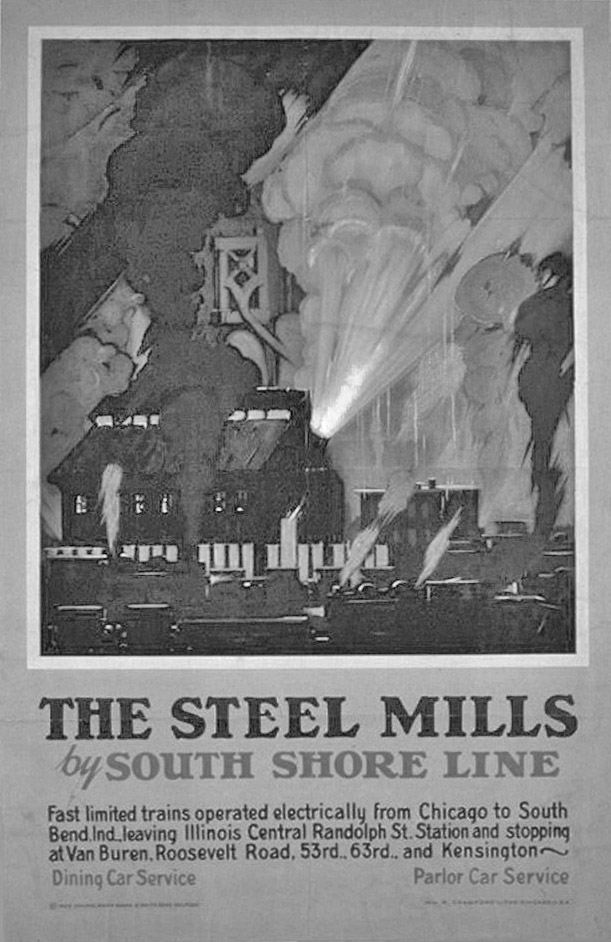 THE STEEL MILLS
by SOUTH SHORE LINE
Fast limited trains operated electrically from Chicago to South
Bend, Ind., leaving Illinois Central Randolph St. Station and stopping
at Van Buren, Roosevelt Road, 53rd., 63rd., and Kensington~
Dining Car Service
Parlor Car Service